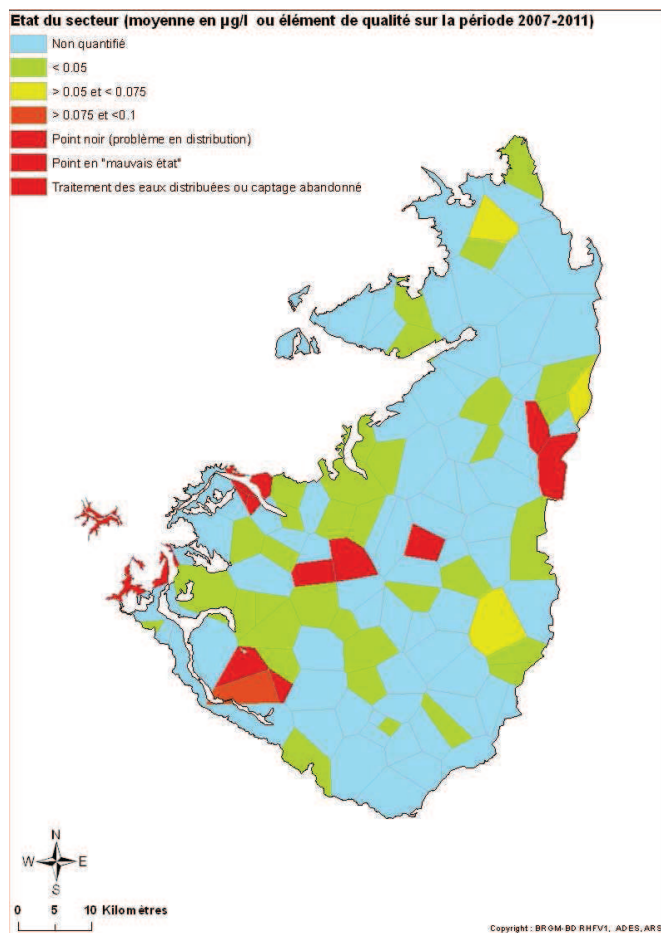 Etat du secteur (moyenne en µg/l ou élément de qualité sur la période 2007-2011)
Non quantifié
< 0.05
> 0.05 et < 0.075
> 0.075 et <0.1
Point noir (problème en distribution)
Point en "mauvais état"
Traitement des eaux distribuées ou captage abandonné
N
W E
S
0 5 10 Kilomètres
Copyright : BRGM-BD RHFV1, ADES, ARS